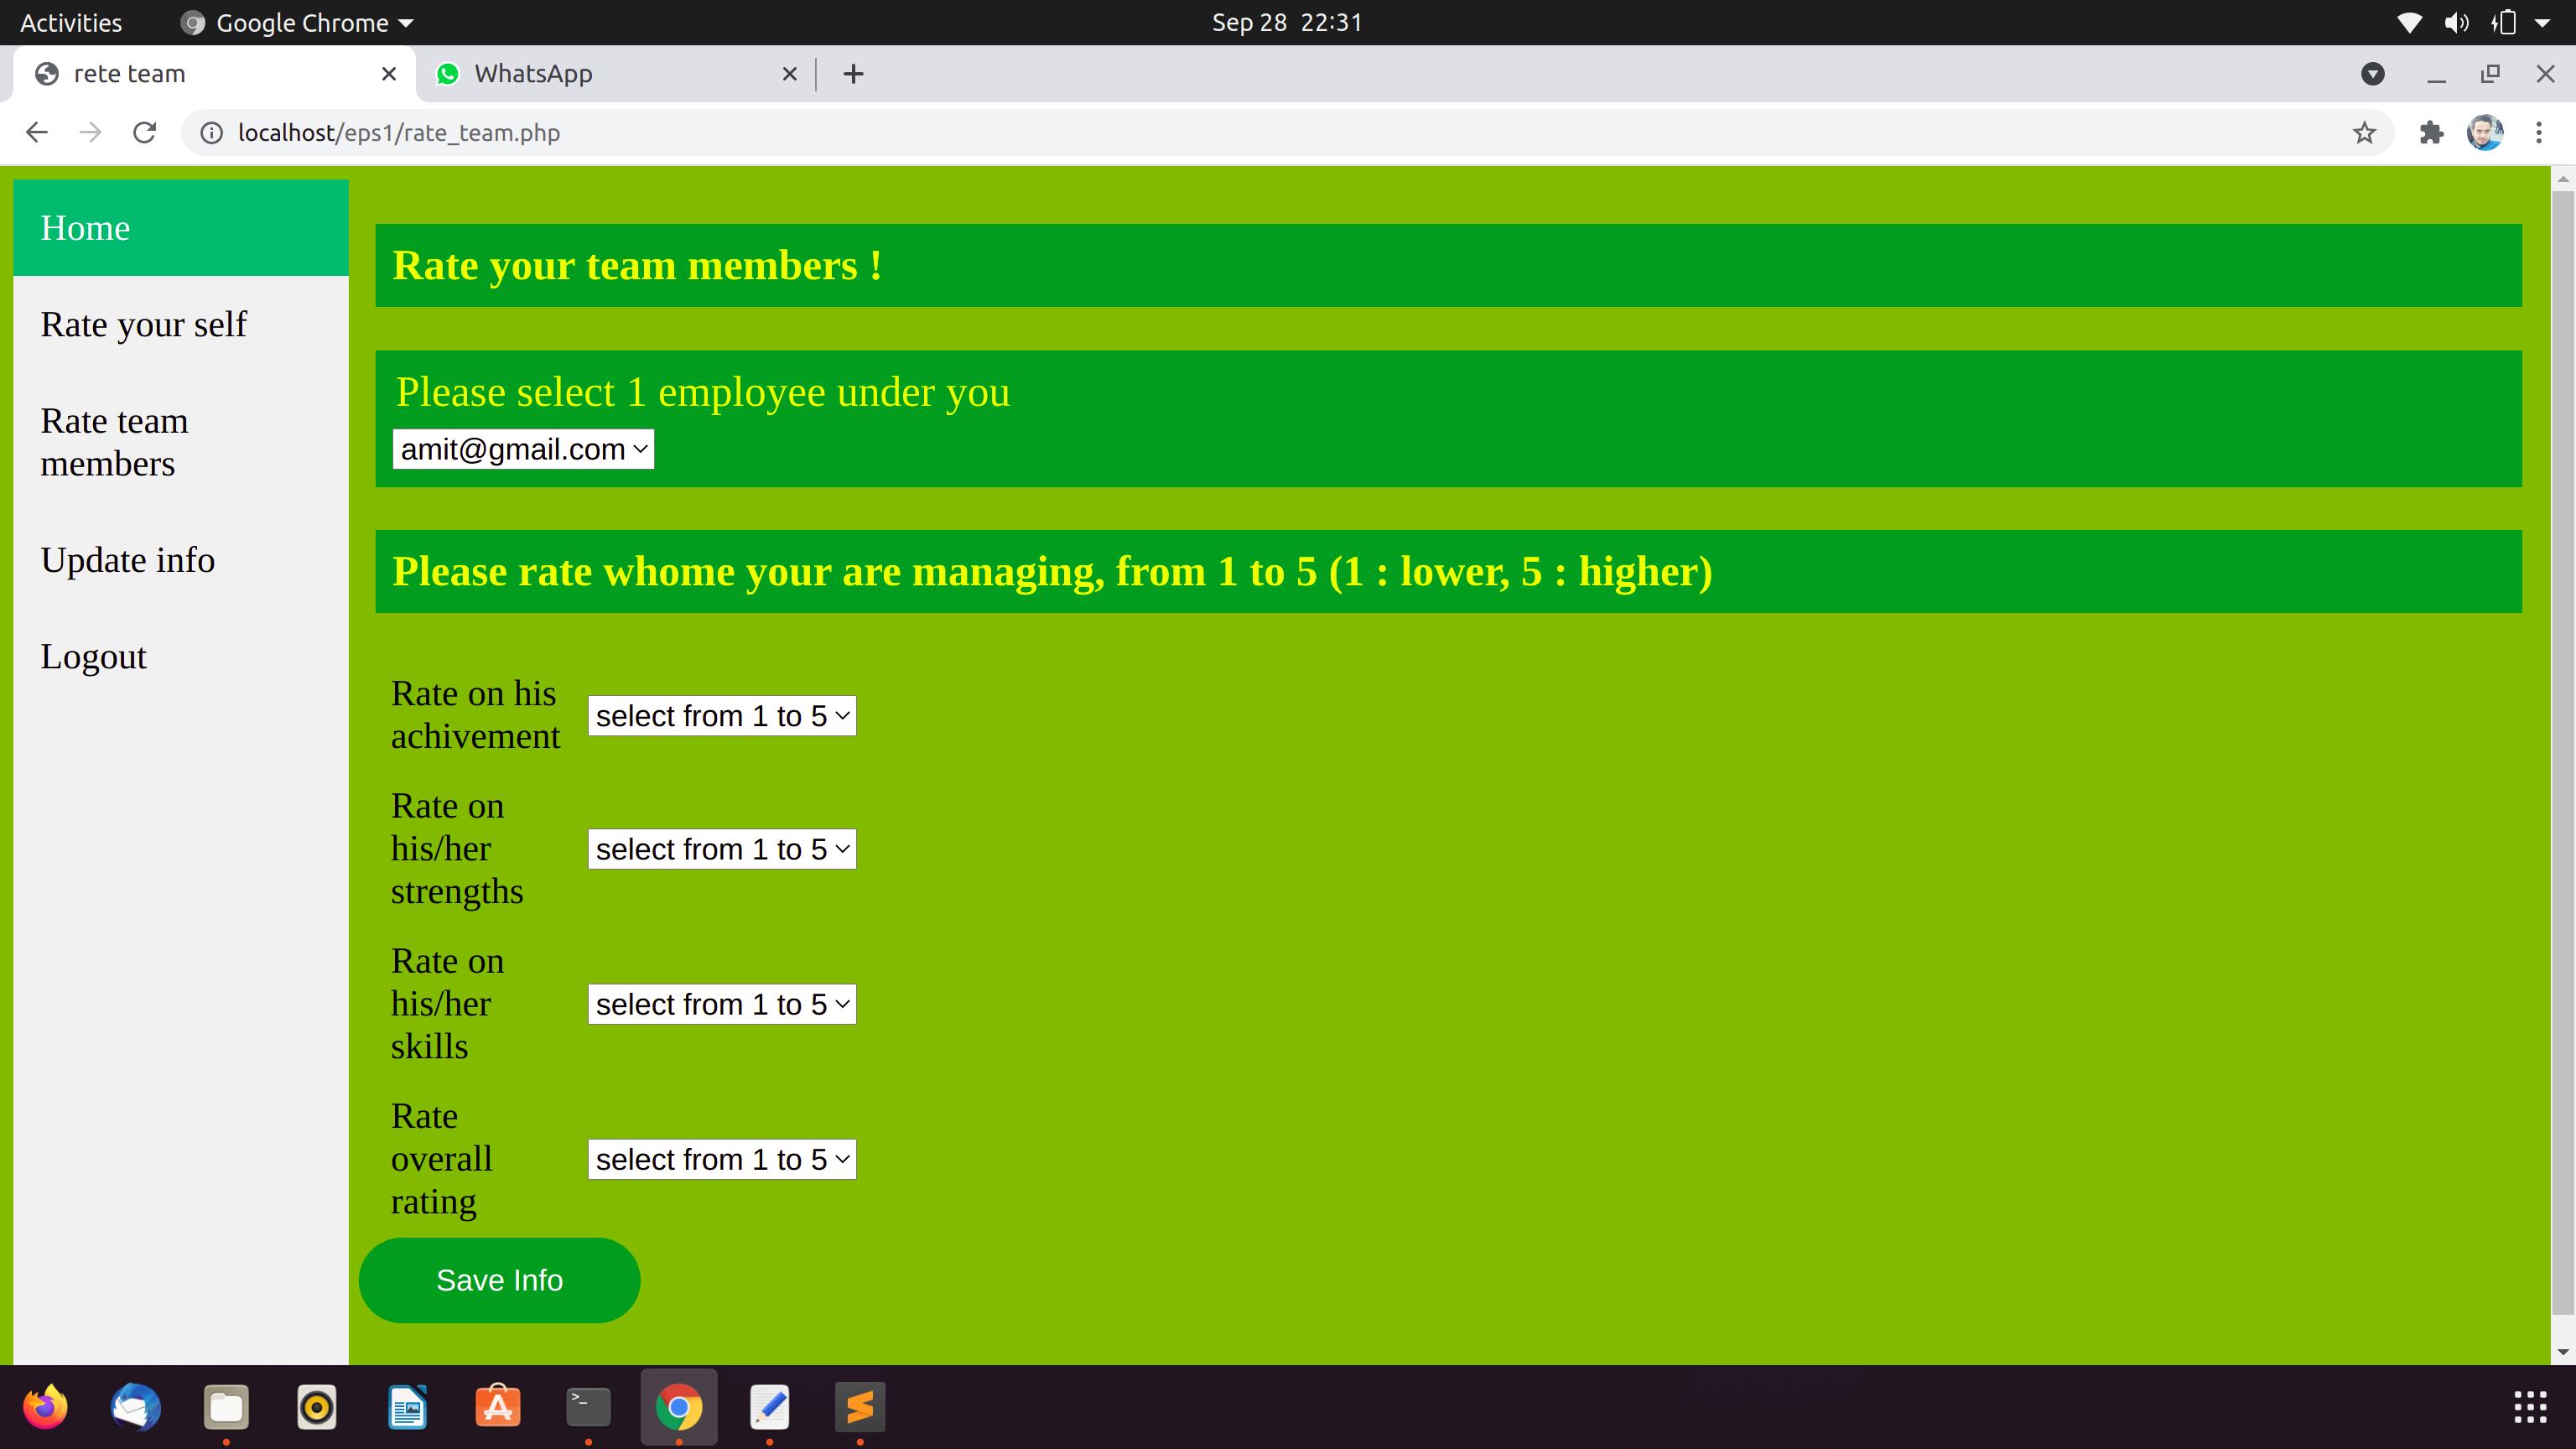 Activities
Google Chrome
Sep 28 22:31
rete team
WhatsApp
localhost/eps1/rate_team.php
Home
Rate your self
Rate team
members
Update info
Logout
Rate your team members !
Please select 1 employee under you
amit@gmail.com
Please rate whome your are managing, from 1 to 5 (1 : lower, 5 : higher)
Rate on his
achivement
select from 1 to 5
Rate on
his/her
strengths
select from 1 to 5
Rate on
his/her
skills
select from 1 to 5
Rate
overall
rating
select from 1 to 5
Save Info